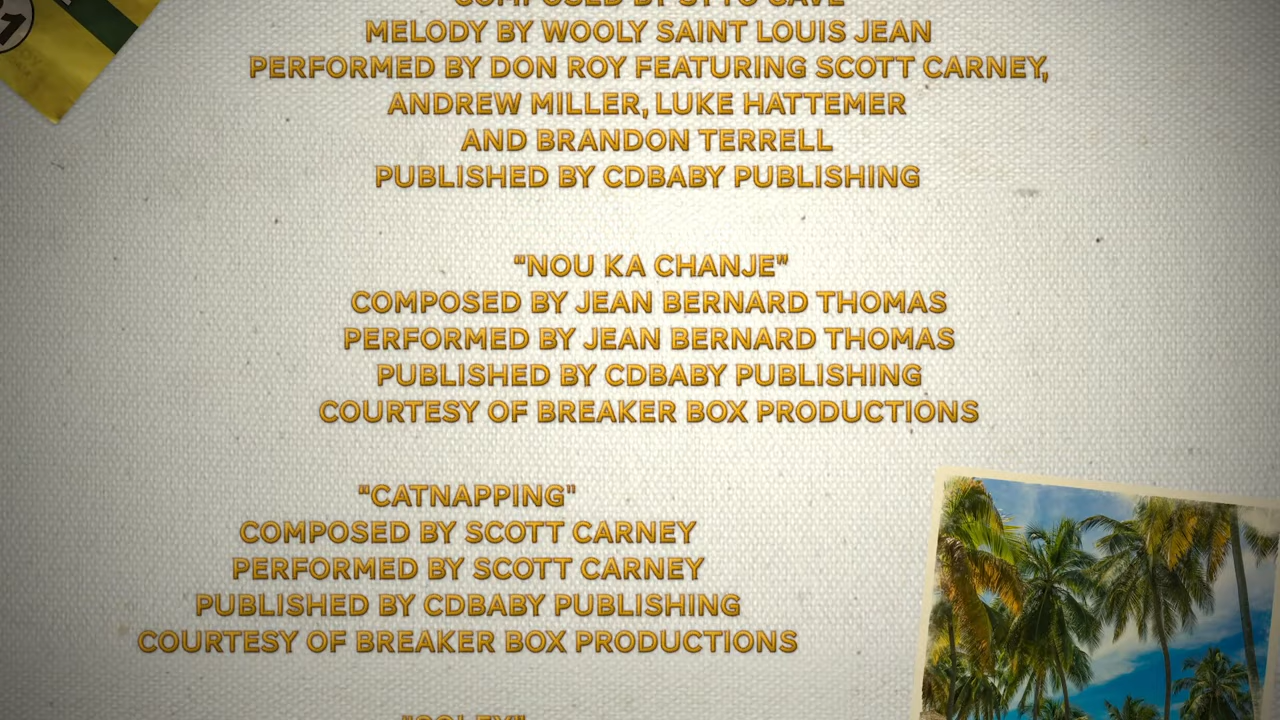 COMPOSED BY
MELODY BY WOOLY SAINT LOUIS JEAN
PERFORMED BY DON ROY FEATURING SCOTT CARNEY,
ANDREW MILLER, LUKE HATTEMER
AND BRANDON TERRELL
PUBLISHED BY CDBABY PUBLISHING
"NOU KA CHANJE"
COMPOSED BY JEAN BERNARD THOMAS
PERFORMED BY JEAN BERNARD THOMAS
PUBLISHED BY CDBABY PUBLISHING
COURTESY OF BREAKER BOX PRODUCTIONS
"CATNAPPING"
COMPOSED BY SCOTT CARNEY
PERFORMED BY SCOTT CARNEY
PUBLISHED BY CDBABY PUBLISHING
COURTESY OF BREAKER BOX PRODUCTIONS